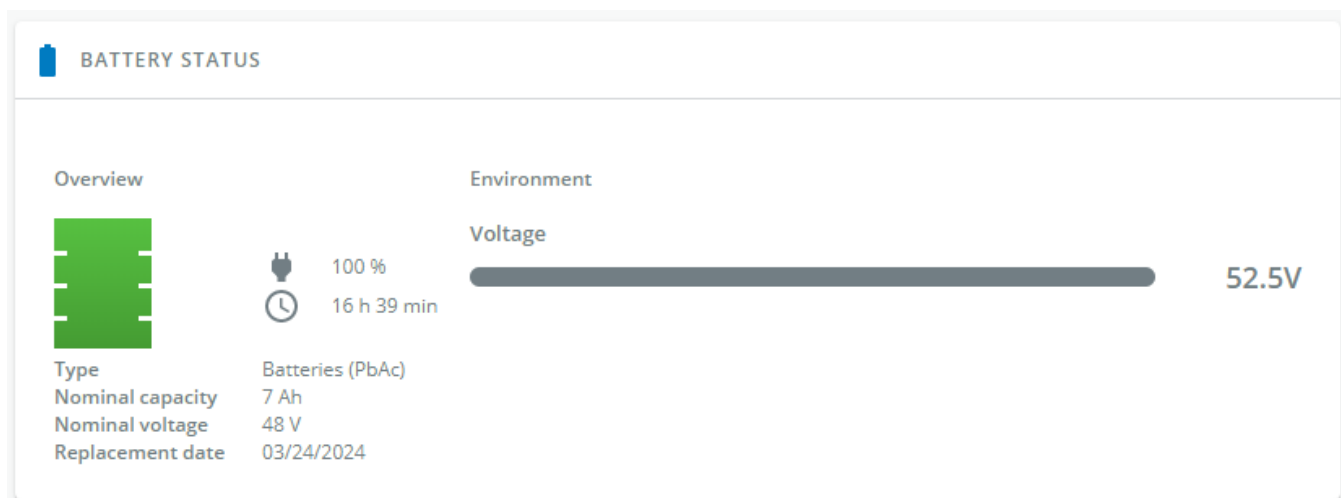 BATTERY STATUS
Overview
100 %
16 h 39 min
Type Batteries (PbAc)
Nominal capacity 7 Ah
Nominal voltage 48 V
Replacement date 03/24/2024
Environment
Voltage
52.5V